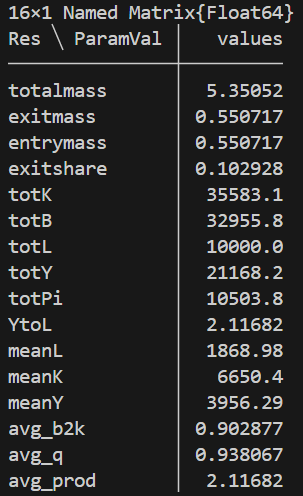 16×1 Named Matrix{Float64}
Res ╲ ParamVal │ values
totalmass 5.35052
exitmass 0.550717
entrymass 0.550717
exitshare 0.102928
totK 35583.1
totB 32955.8
totL 10000.0
totY 21168.2
totPi 10503.8
YtoL 2.11682
meanL 1868.98
meanK 6650.4
meanY 3956.29
avg_b2k 0.902877
avg_q 0.938067
avg_prod 2.11682